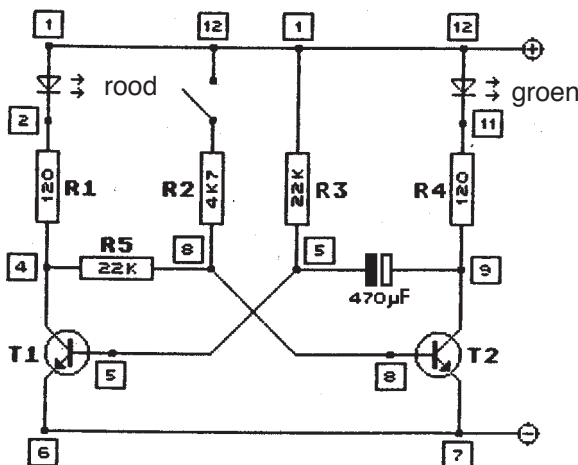 1 12 1 12
+
rood groen
2 11
120 R1 R2 4K7 22K R3 R4 120
R5 8 5
4 22K 9
470µF
T1 5 8 T2
6 7
−